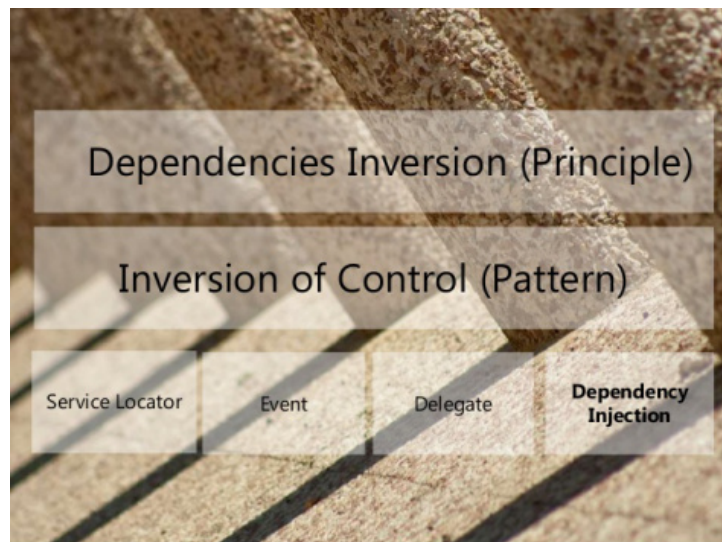 Dependencies Inversion (Principle)
Inversion of Control (Pattern)
Service Locator
Event
Delegate
Dependency
Injection